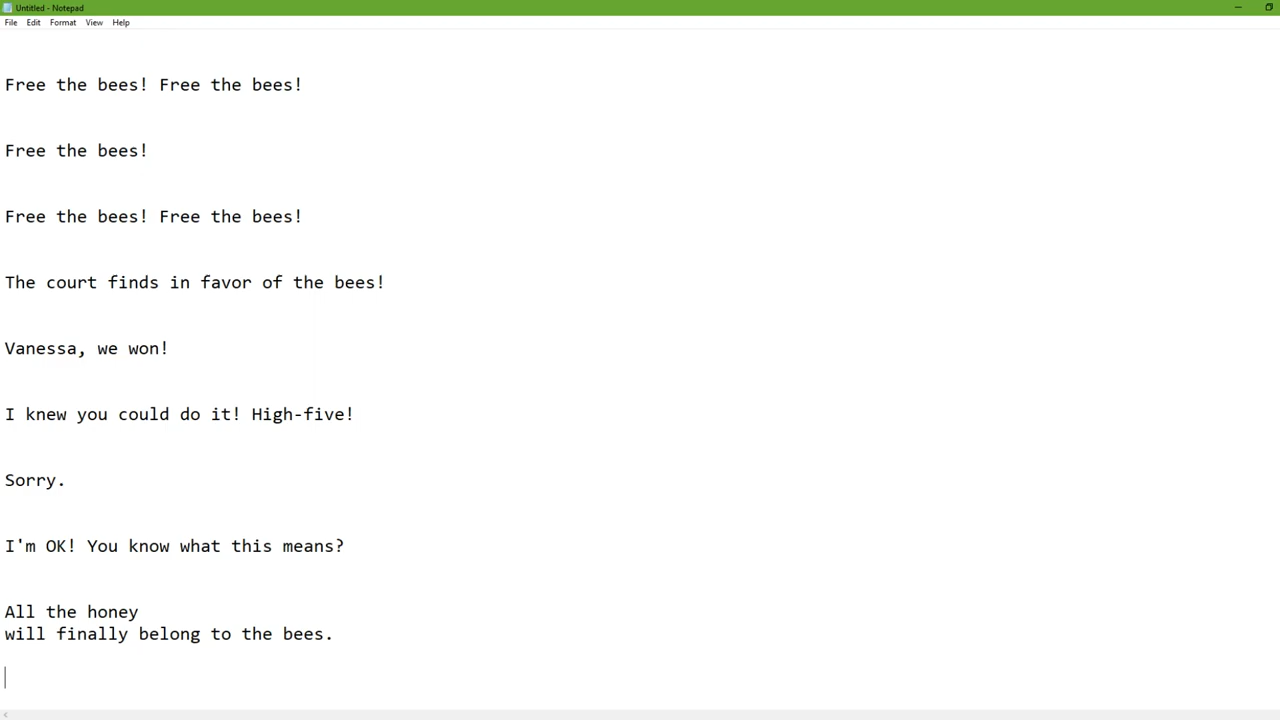 Untitled - Notepad
File Edit Format View Help
Free the bees! Free the bees!
Free the bees!
Free the bees! Free the bees!
The court finds in favor of the bees!
Vanessa, we won!
I knew you could do it! High-five!
Sorry.
I'm OK! You know what this means?
All the honey
will finally belong to the bees.